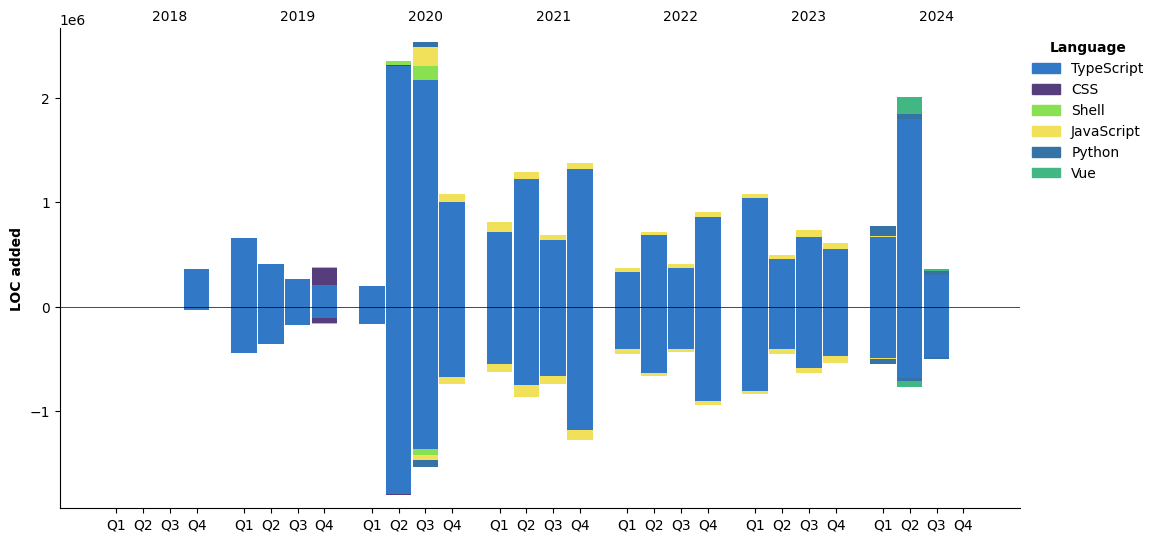 2018 2019 2020 2021 2022 2023 2024
1e6
Language
TypeScript
CSS
Shell
JavaScript
Python
Vue
LOC added
2
1
0
−1
Q1 Q2 Q3 Q4 Q1 Q2 Q3 Q4 Q1 Q2 Q3 Q4 Q1 Q2 Q3 Q4 Q1 Q2 Q3 Q4 Q1 Q2 Q3 Q4 Q1 Q2 Q3 Q4